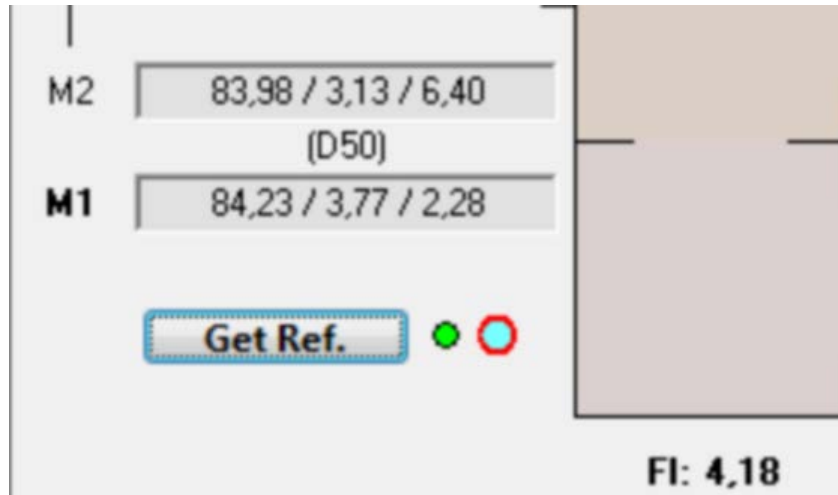 M2 83,98 / 3,13 / 6,40
(D50)
M1 84,23 / 3,77 / 2,28
Get Ref.
FI: 4,18